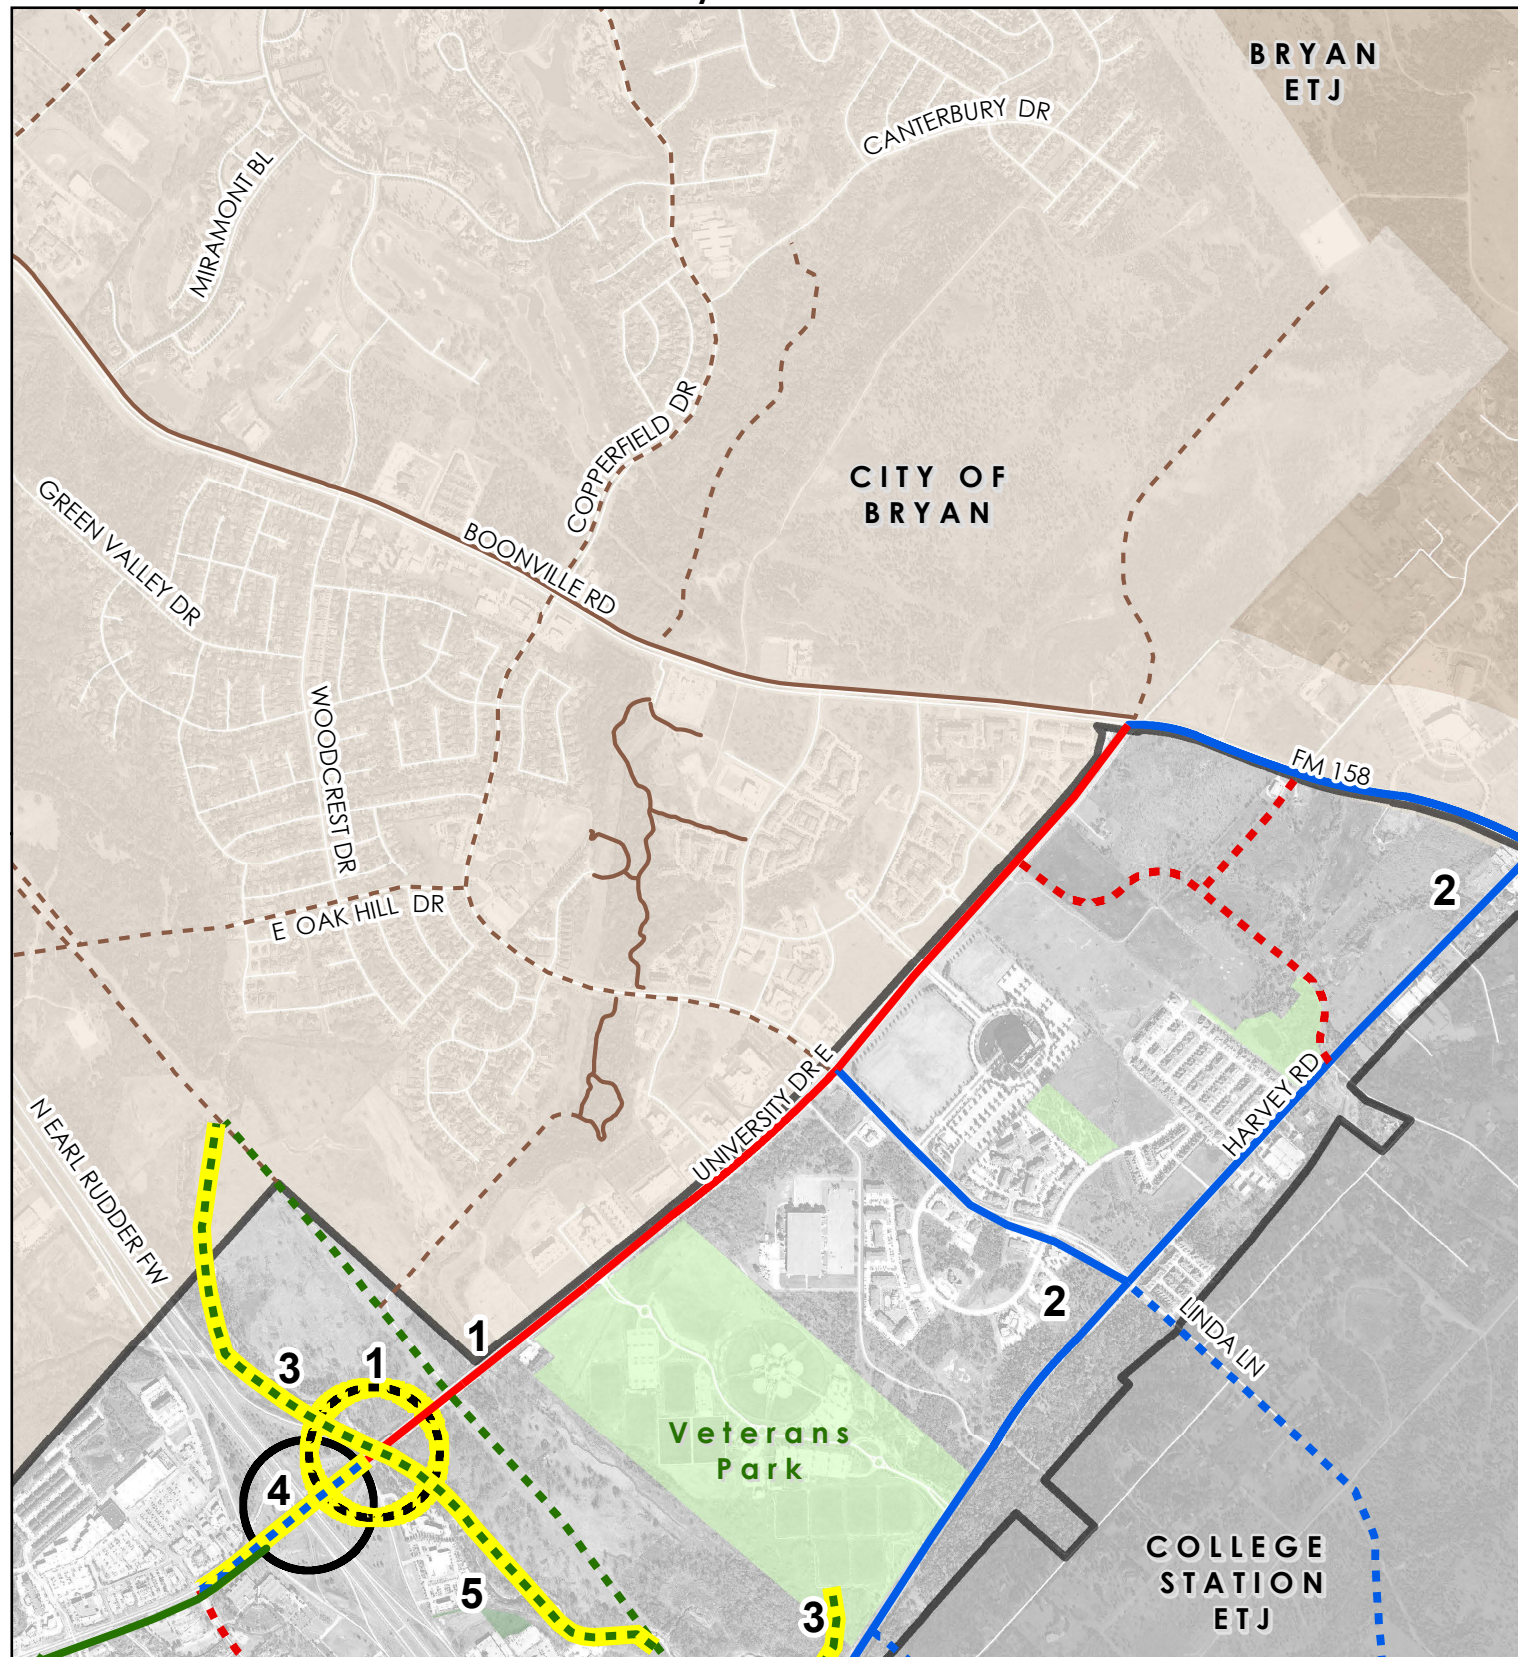 BRYAN
ETJ
CANTERBURY DR
MIRAMONT BL
COPPERFIELD DR
CITY OF
BRYAN
GREEN VALLEY DR
BOONVILLE RD
WOODCREST DR
FM 158
2
E OAK HILL DR
UNIVERSITY DR E
HARVEY RD
N EARL RUDDER FW
2
LINDA LN
1
3
1
Veterans
Park
4
COLLEGE
STATION
ETJ
5
3